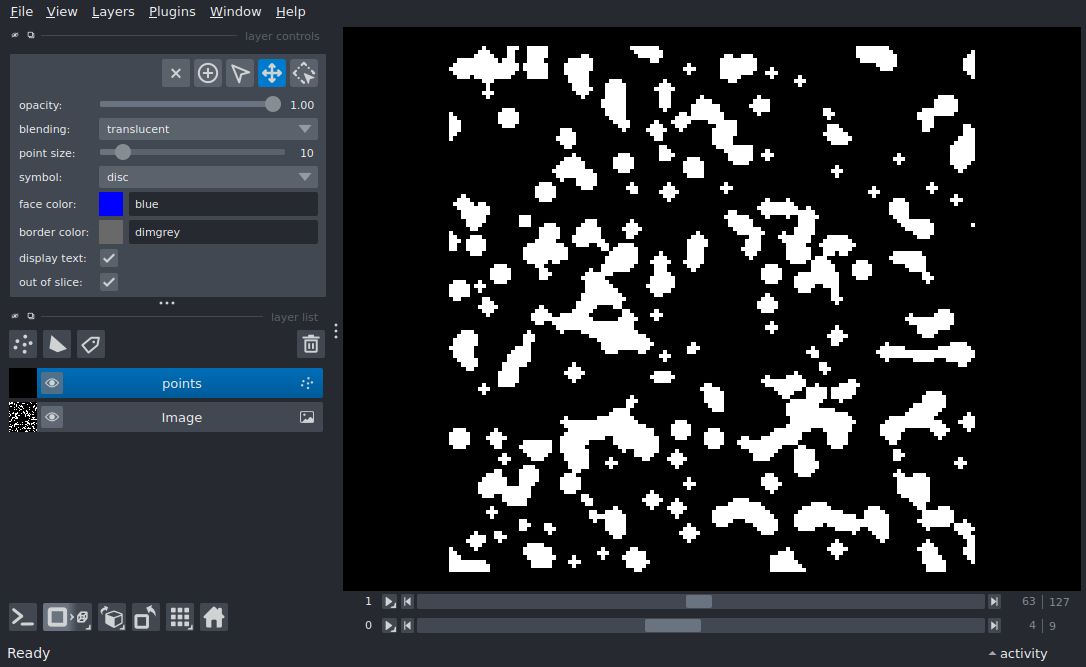 File View Layers Plugins Window Help
layer controls
opacity: 1.00
blending: translucent
point size: 10
symbol: disc
face color: blue
border color: dimgrey
display text:
out of slice:
layer list
points
Image
1 63 | 127
0 4 | 9
Ready activity